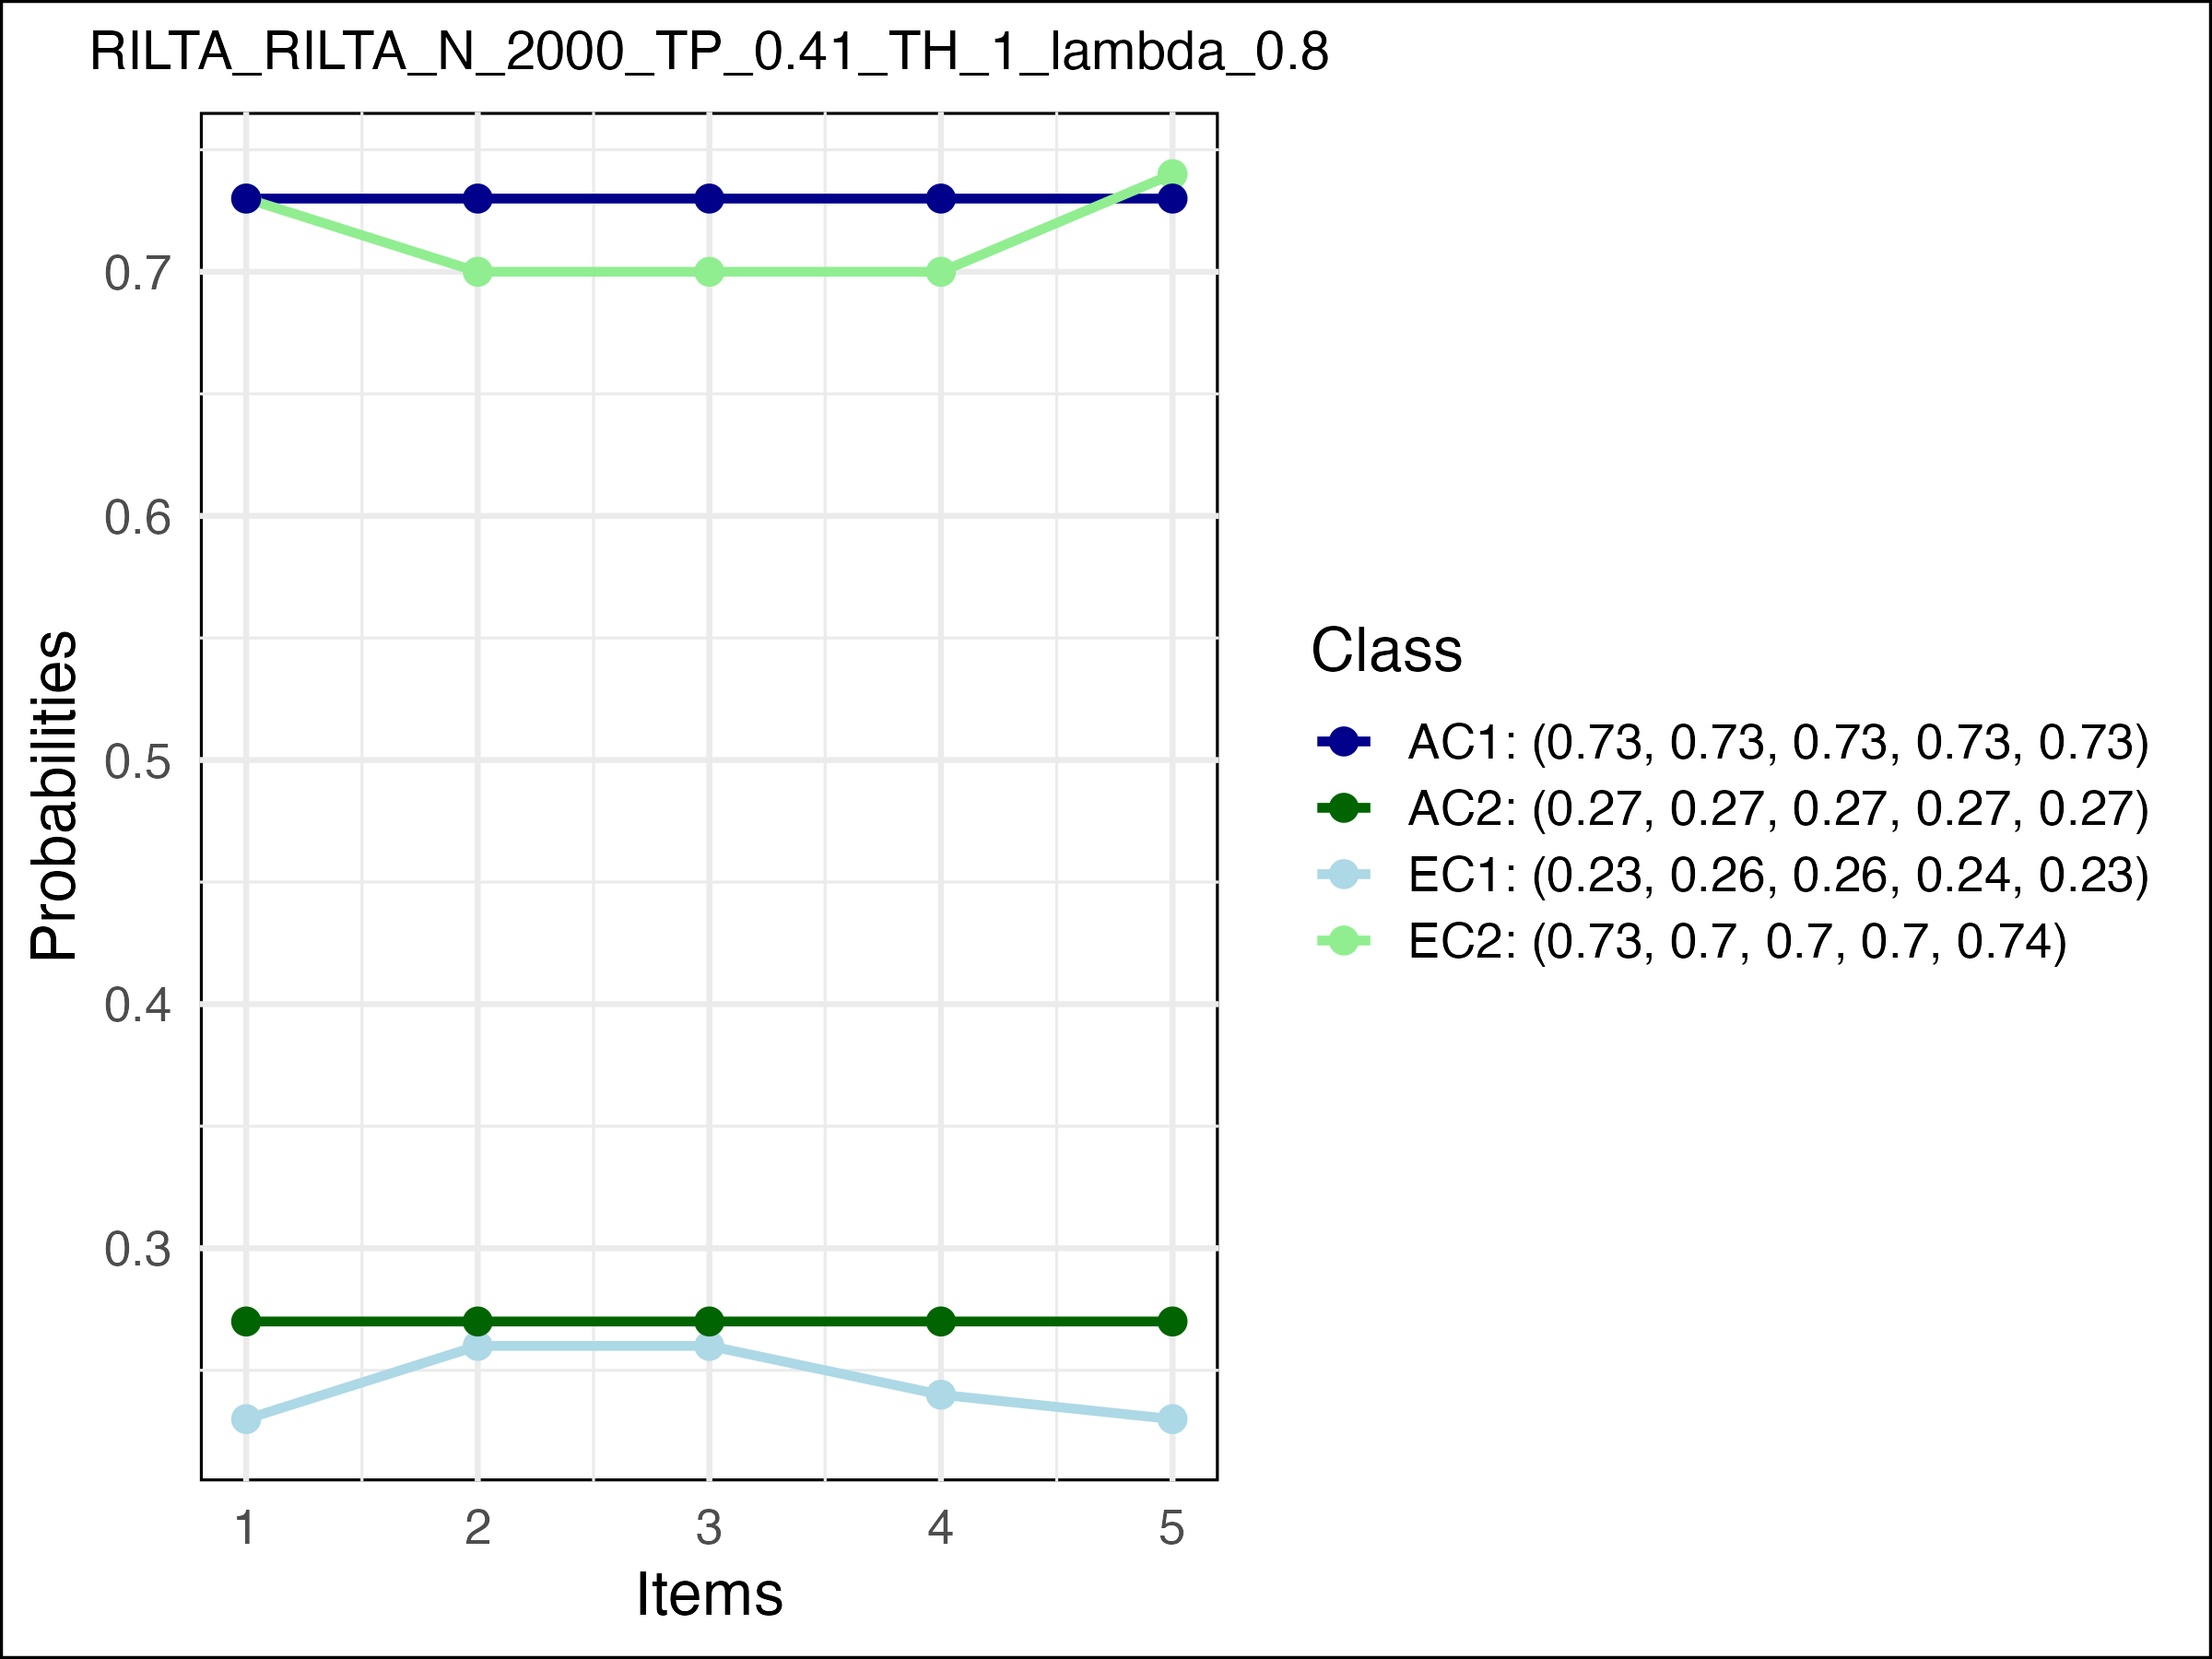 RILTA_RILTA_N_2000_TP_0.41_TH_1_lambda_0.8
Probabilities
0.7
0.6
0.5
0.4
0.3
1 2 3 4 5
Items
Class
AC1: (0.73, 0.73, 0.73, 0.73, 0.73)
AC2: (0.27, 0.27, 0.27, 0.27, 0.27)
EC1: (0.23, 0.26, 0.26, 0.24, 0.23)
EC2: (0.73, 0.7, 0.7, 0.7, 0.74)